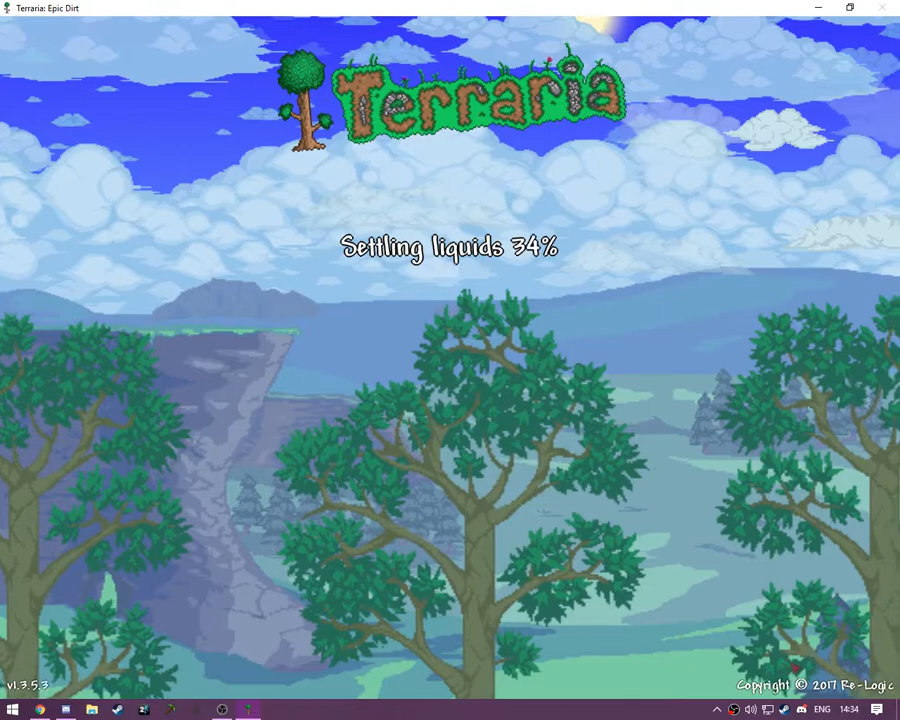 Terraria: Epic Dirt
Terraria
Settling liquids 34%
v1.3.5.3
Copyright © 2017 Re-Logic
ENG
14:34